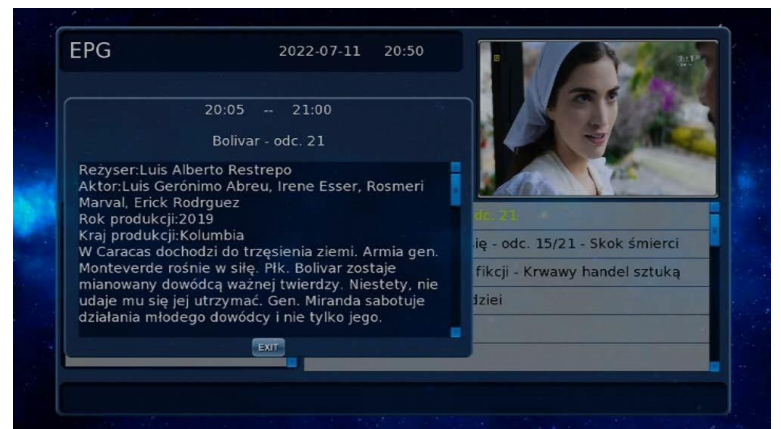 EPG
2022-07-11 20:50
20:05 -- 21:00
Bolivar - odc. 21
Reżyser:Luis Alberto Restrepo
Aktor:Luis Gerónimo Abreu, Irene Esser, Rosmeri
Marval, Erick Rodrguez
Rok produkcji:2019
Kraj produkcji:Kolumbia
W Caracas dochodzi do trzęsienia ziemi. Armia gen.
Monteverde rośnie w siłę. Płk. Bolivar zostaje
mianowany dowódcą ważnej twierdzy. Niestety, nie
udaje mu się jej utrzymać. Gen. Miranda sabotuje
działania młodego dowódcy i nie tylko jego.
EXIT
dc. 21
ię - odc. 15/21 - Skok śmierci
fikcji - Krwawy handel sztuką
dziei